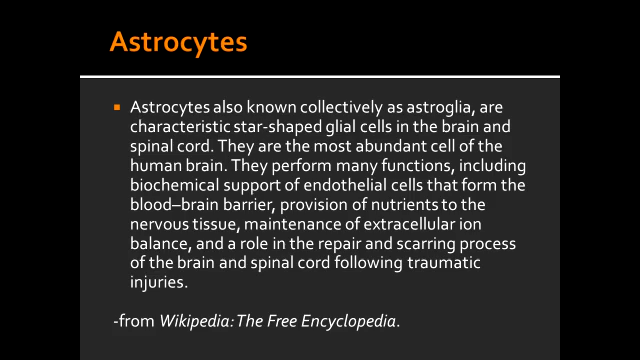 Astrocytes
▪ Astrocytes also known collectively as astroglia, are
characteristic star-shaped glial cells in the brain and
spinal cord. They are the most abundant cell of the
human brain. They perform many functions, including
biochemical support of endothelial cells that form the
blood–brain barrier, provision of nutrients to the
nervous tissue, maintenance of extracellular ion
balance, and a role in the repair and scarring process
of the brain and spinal cord following traumatic
injuries.
-from Wikipedia: The Free Encyclopedia.